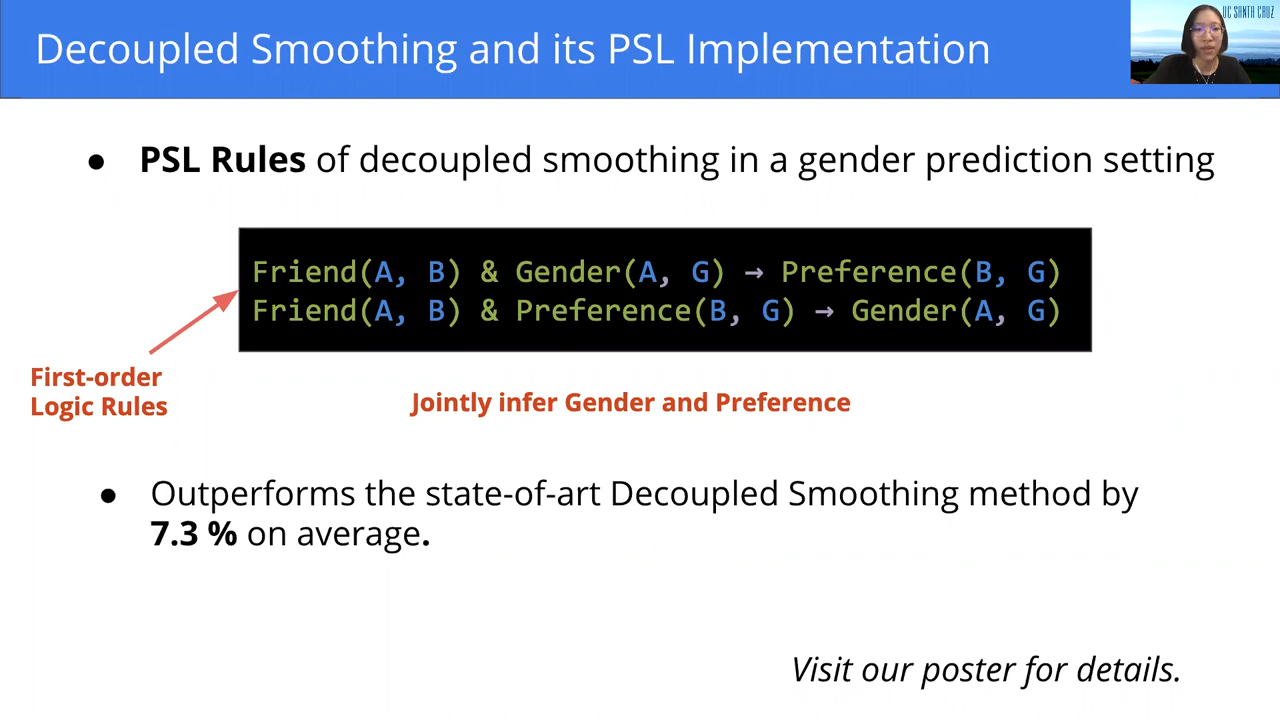 Decoupled Smoothing and its PSL Implementation
UC SANTA CRUZ
● PSL Rules of decoupled smoothing in a gender prediction setting
Friend(A, B) & Gender(A, G) → Preference(B, G)
Friend(A, B) & Preference(B, G) → Gender(A, G)
First-order
Logic Rules
Jointly infer Gender and Preference
● Outperforms the state-of-art Decoupled Smoothing method by
7.3 % on average.
Visit our poster for details.